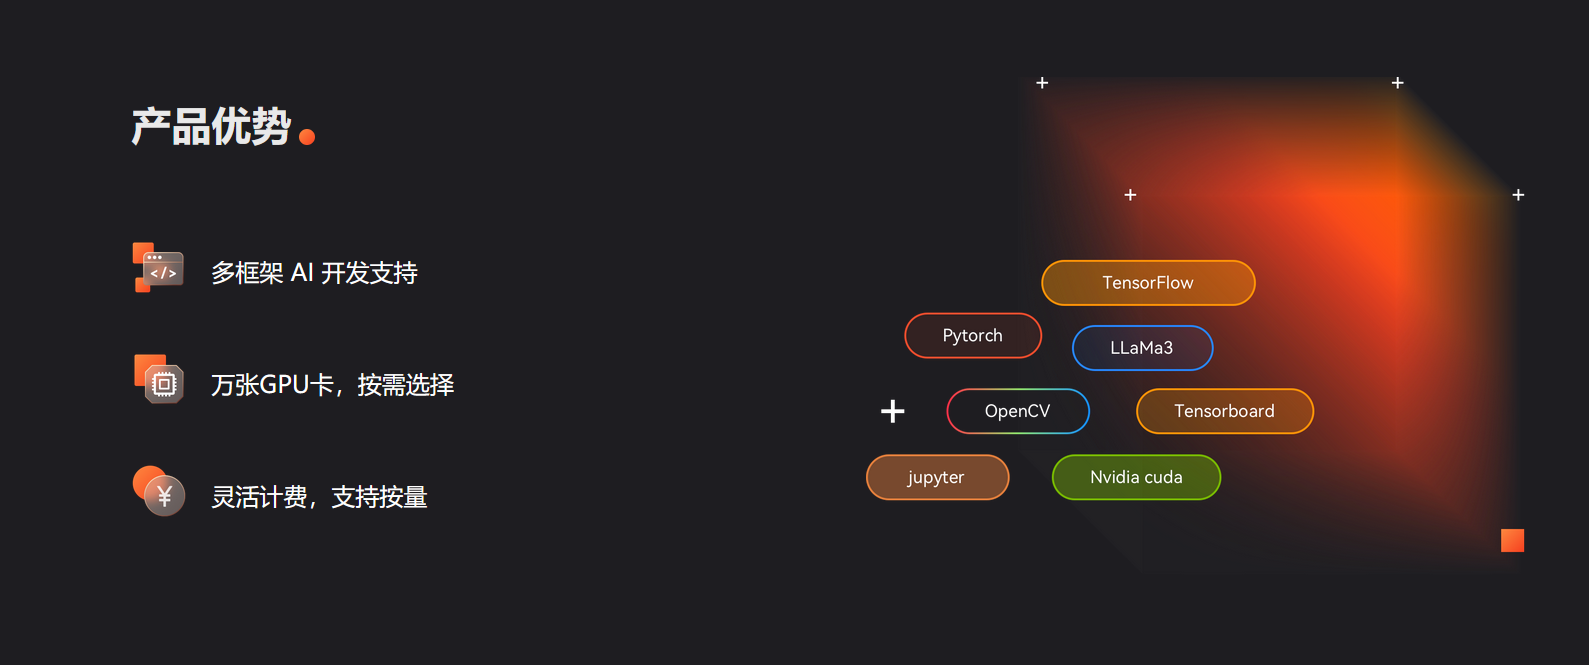 产品优势
多框架 AI 开发支持
万张GPU卡，按需选择
灵活计费，支持按量
TensorFlow
Pytorch
LLaMa3
OpenCV
Tensorboard
jupyter
Nvidia cuda